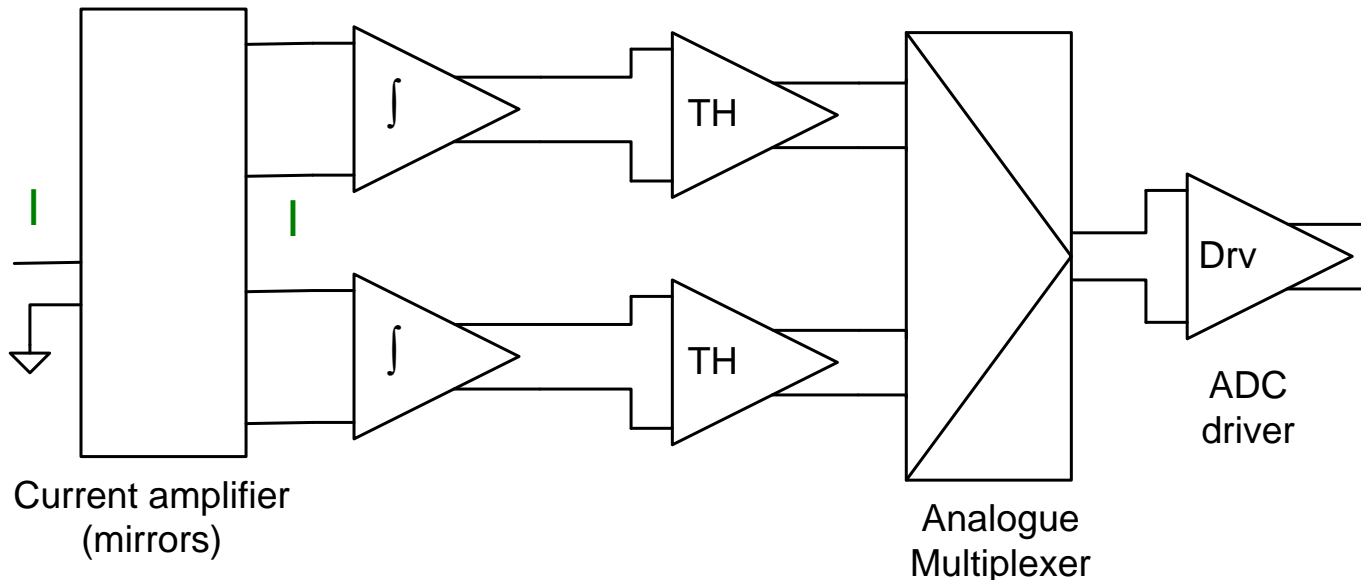 ∫
TH
I
I
Drv
∫
TH
ADC
driver
Current amplifier
(mirrors)
Analogue
Multiplexer